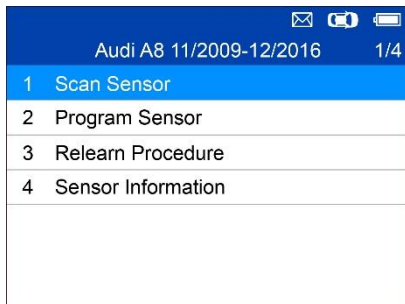 Audi A8 11/2009-12/2016 1/4
1 Scan Sensor
2 Program Sensor
3 Relearn Procedure
4 Sensor Information